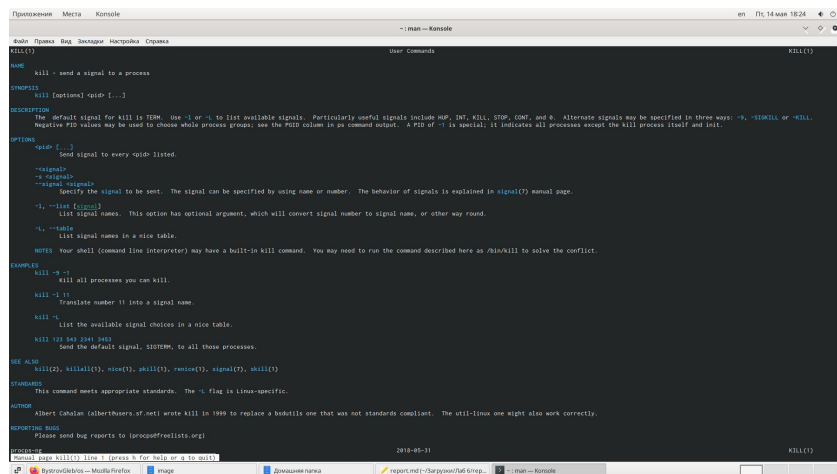 Приложения Места Konsole en Пт, 14 мая 18:24
~ : man — Konsole
Файл Правка Вид Закладки Настройка Справка
KILL(1) User Commands KILL(1)
NAME
kill - send a signal to a process
SYNOPSIS
kill [options] <pid> [...]
DESCRIPTION
The default signal for kill is TERM. Use -l or -L to list available signals. Particularly useful signals include HUP, INT, KILL, STOP, CONT, and 0. Alternate signals may be specified in three ways: -9, -SIGKILL or -KILL.
Negative PID values may be used to choose whole process groups; see the PGID column in ps command output. A PID of -1 is special; it indicates all processes except the kill process itself and init.
OPTIONS
<pid> [...]
Send signal to every <pid> listed.
-<signal>
-s <signal>
--signal <signal>
Specify the signal to be sent. The signal can be specified by using name or number. The behavior of signals is explained in signal(7) manual page.
-l, --list [signal]
List signal names. This option has optional argument, which will convert signal number to signal name, or other way round.
-L, --table
List signal names in a nice table.
NOTES Your shell (command line interpreter) may have a built-in kill command. You may need to run the command described here as /bin/kill to solve the conflict.
EXAMPLES
kill -9 -1
Kill all processes you can kill.
kill -l 11
Translate number 11 into a signal name.
kill -L
List the available signal choices in a nice table.
kill 123 543 2341 3453
Send the default signal, SIGTERM, to all those processes.
SEE ALSO
kill(2), killall(1), nice(1), pkill(1), renice(1), signal(7), skill(1)
STANDARDS
This command meets appropriate standards. The -L flag is Linux-specific.
AUTHOR
Albert Cahalan (albert@users.sf.net) wrote kill in 1999 to replace a bsdutils one that was not standards compliant. The util-linux one might also work correctly.
REPORTING BUGS
Please send bug reports to (procps@freelists.org)
procps-ng 2018-05-31 KILL(1)
Manual page kill(1) line 1 (press h for help or q to quit)
BystrovGleb/os — Mozilla Firefox image Домашняя папка report.md (~/Загрузки/Лаб 6/rep... ~ : man — Konsole